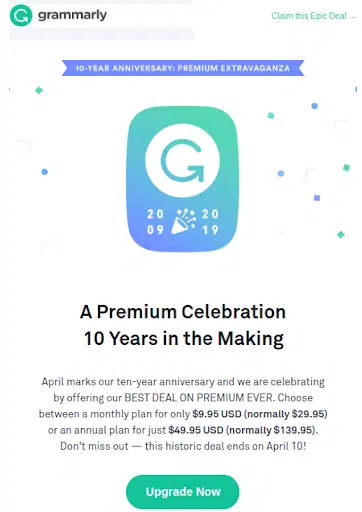 grammarly
Claim this Epic Deal →
10-YEAR ANNIVERSARY: PREMIUM EXTRAVAGANZA
20 20
09 19
A Premium Celebration
10 Years in the Making
April marks our ten-year anniversary and we are celebrating
by offering our BEST DEAL ON PREMIUM EVER. Choose
between a monthly plan for only $9.95 USD (normally $29.95)
or an annual plan for just $49.95 USD (normally $139.95).
Don't miss out — this historic deal ends on April 10!
Upgrade Now